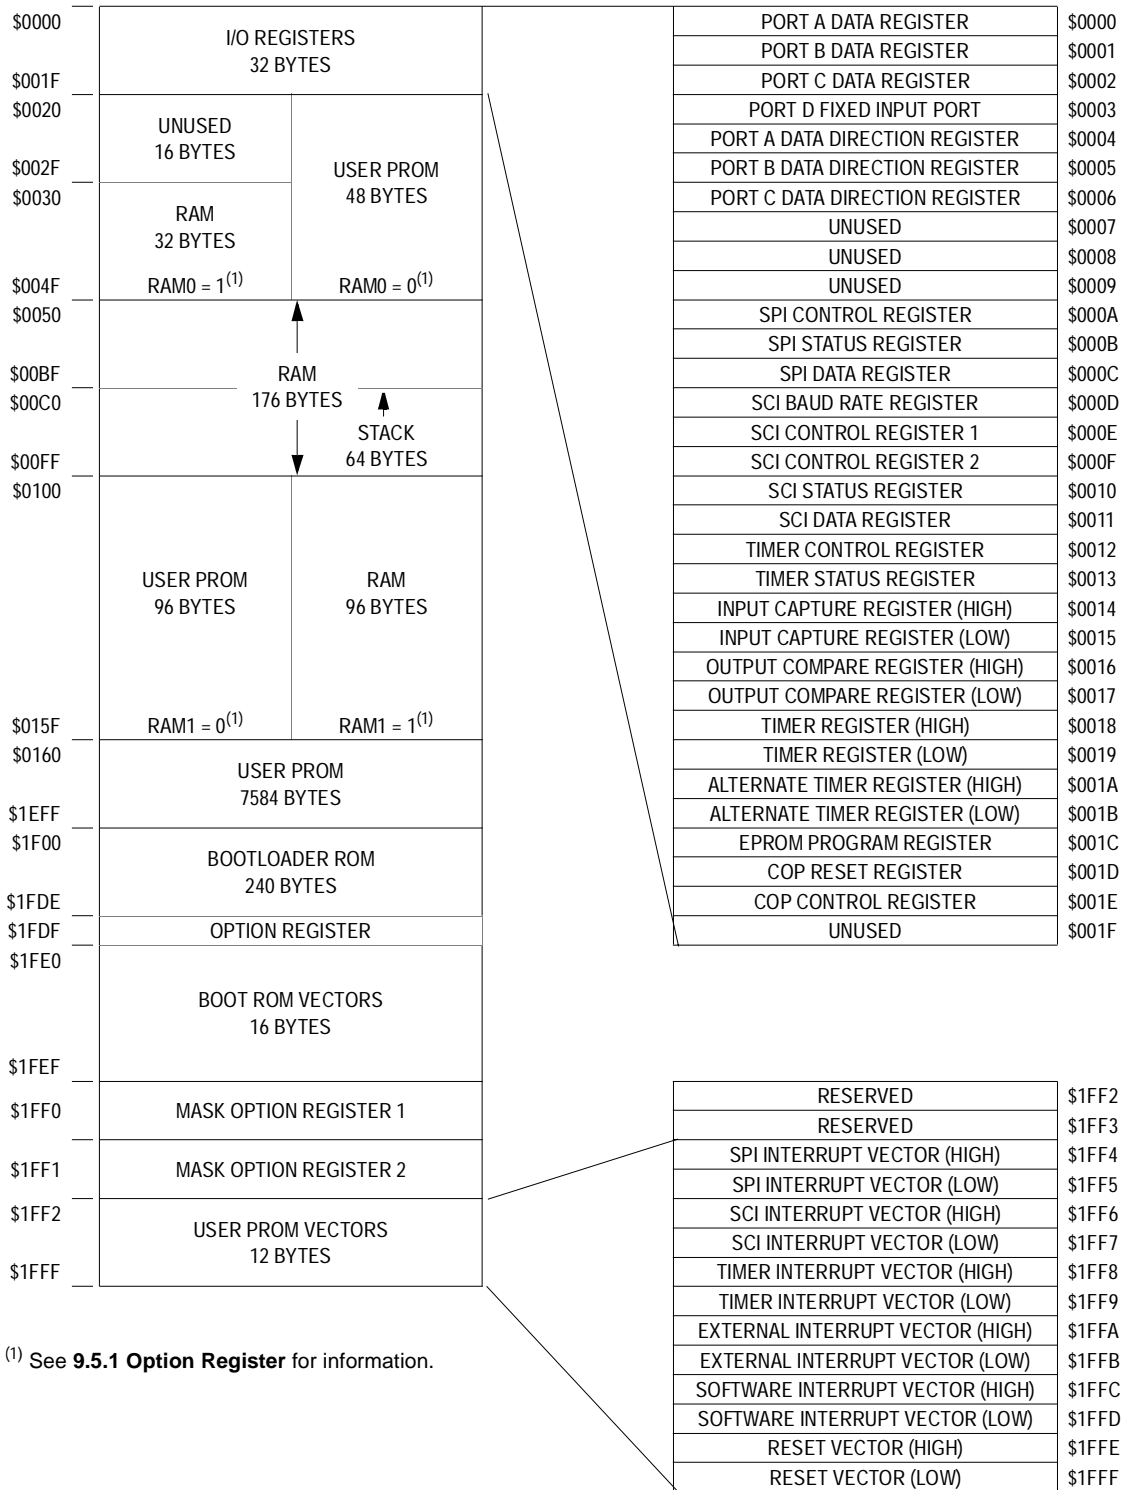 $0000
I/O REGISTERS
32 BYTES
$001F
$0020
UNUSED
16 BYTES
$002F
USER PROM
48 BYTES
$0030
RAM
32 BYTES
$004F
RAM0 = 1(1)
RAM0 = 0(1)
$0050
$00BF
RAM
176 BYTES
$00C0
STACK
64 BYTES
$00FF
$0100
USER PROM
96 BYTES
RAM
96 BYTES
$015F
RAM1 = 0(1)
RAM1 = 1(1)
$0160
USER PROM
7584 BYTES
$1EFF
$1F00
BOOTLOADER ROM
240 BYTES
$1FDE
$1FDF OPTION REGISTER
$1FE0
BOOT ROM VECTORS
16 BYTES
$1FEF
$1FF0 MASK OPTION REGISTER 1
$1FF1 MASK OPTION REGISTER 2
$1FF2
USER PROM VECTORS
12 BYTES
$1FFF
(1) See 9.5.1 Option Register for information.
PORT A DATA REGISTER $0000
PORT B DATA REGISTER $0001
PORT C DATA REGISTER $0002
PORT D FIXED INPUT PORT $0003
PORT A DATA DIRECTION REGISTER $0004
PORT B DATA DIRECTION REGISTER $0005
PORT C DATA DIRECTION REGISTER $0006
UNUSED $0007
UNUSED $0008
UNUSED $0009
SPI CONTROL REGISTER $000A
SPI STATUS REGISTER $000B
SPI DATA REGISTER $000C
SCI BAUD RATE REGISTER $000D
SCI CONTROL REGISTER 1 $000E
SCI CONTROL REGISTER 2 $000F
SCI STATUS REGISTER $0010
SCI DATA REGISTER $0011
TIMER CONTROL REGISTER $0012
TIMER STATUS REGISTER $0013
INPUT CAPTURE REGISTER (HIGH) $0014
INPUT CAPTURE REGISTER (LOW) $0015
OUTPUT COMPARE REGISTER (HIGH) $0016
OUTPUT COMPARE REGISTER (LOW) $0017
TIMER REGISTER (HIGH) $0018
TIMER REGISTER (LOW) $0019
ALTERNATE TIMER REGISTER (HIGH) $001A
ALTERNATE TIMER REGISTER (LOW) $001B
EPROM PROGRAM REGISTER $001C
COP RESET REGISTER $001D
COP CONTROL REGISTER $001E
UNUSED $001F
RESERVED $1FF2
RESERVED $1FF3
SPI INTERRUPT VECTOR (HIGH) $1FF4
SPI INTERRUPT VECTOR (LOW) $1FF5
SCI INTERRUPT VECTOR (HIGH) $1FF6
SCI INTERRUPT VECTOR (LOW) $1FF7
TIMER INTERRUPT VECTOR (HIGH) $1FF8
TIMER INTERRUPT VECTOR (LOW) $1FF9
EXTERNAL INTERRUPT VECTOR (HIGH) $1FFA
EXTERNAL INTERRUPT VECTOR (LOW) $1FFB
SOFTWARE INTERRUPT VECTOR (HIGH) $1FFC
SOFTWARE INTERRUPT VECTOR (LOW) $1FFD
RESET VECTOR (HIGH) $1FFE
RESET VECTOR (LOW) $1FFF